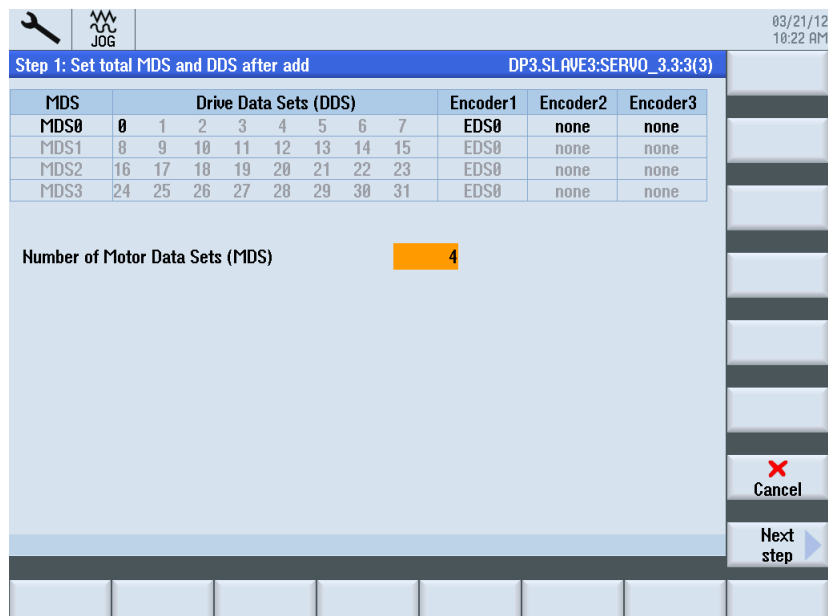 JOG
03/21/12
10:22 AM
Step 1: Set total MDS and DDS after add DP3.SLAVE3:SERVO_3.3:3(3)
MDS Drive Data Sets (DDS) Encoder1 Encoder2 Encoder3
MDS0 0 1 2 3 4 5 6 7 EDS0 none none
MDS1 8 9 10 11 12 13 14 15 EDS0 none none
MDS2 16 17 18 19 20 21 22 23 EDS0 none none
MDS3 24 25 26 27 28 29 30 31 EDS0 none none
Number of Motor Data Sets (MDS) 4
Cancel
Next
step